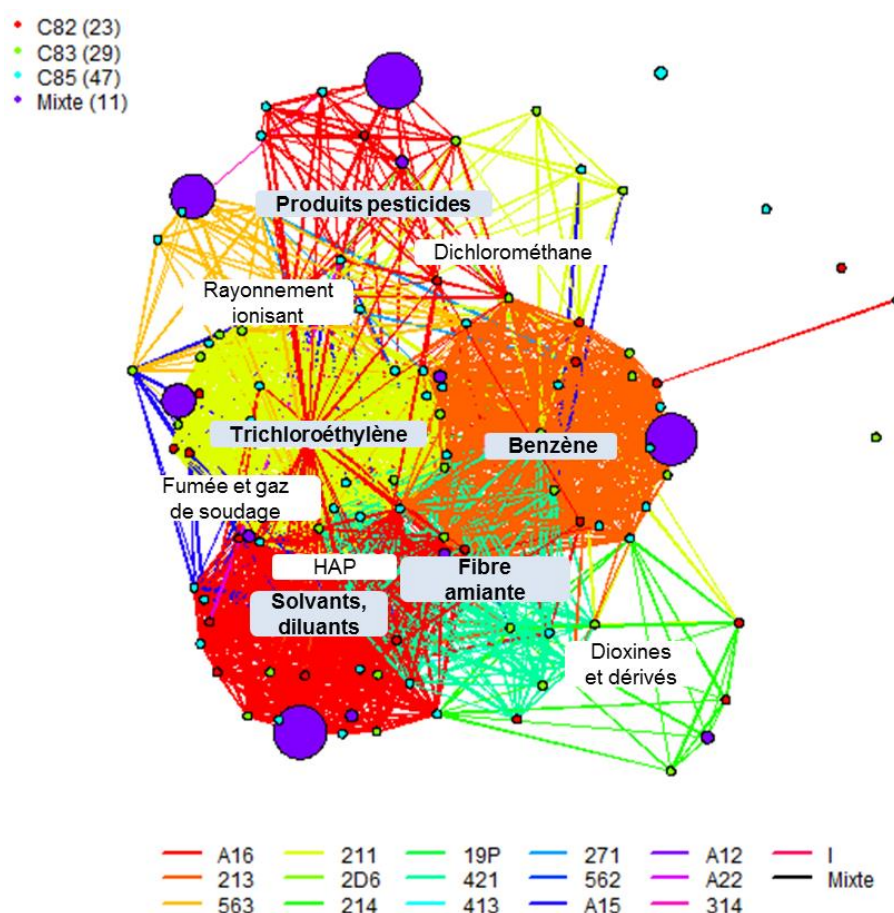 C82 (23)
C83 (29)
C85 (47)
Mixte (11)
Produits pesticides
Dichlorométhane
Rayonnement
ionisant
Trichloroéthylène
Benzène
Fumée et gaz
de soudage
HAP
Fibre
amiante
Solvants,
diluants
Dioxines
et dérivés
A16 211 19P 271 A12 I
213 2D6 421 562 A22 Mixte
563 214 413 A15 314